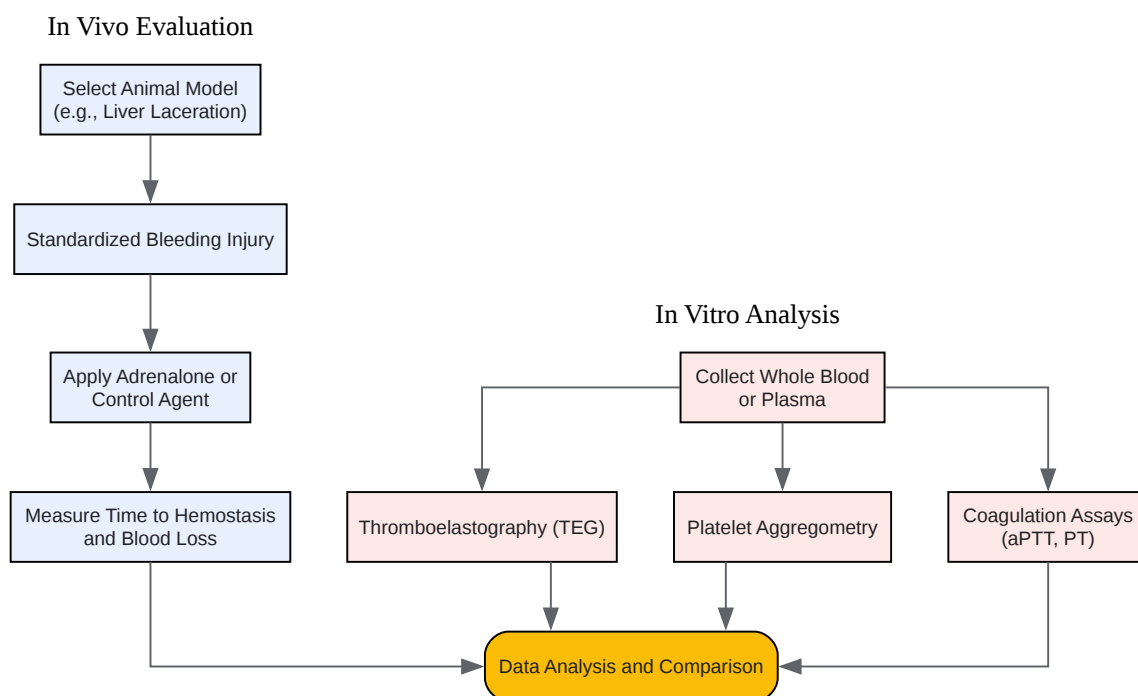 In Vivo Evaluation
Select Animal Model
(e.g., Liver Laceration)
Standardized Bleeding Injury
Apply Adrenalone or
Control Agent
Measure Time to Hemostasis
and Blood Loss
In Vitro Analysis
Collect Whole Blood
or Plasma
Thromboelastography (TEG)
Platelet Aggregometry
Coagulation Assays
(aPTT, PT)
Data Analysis and Comparison